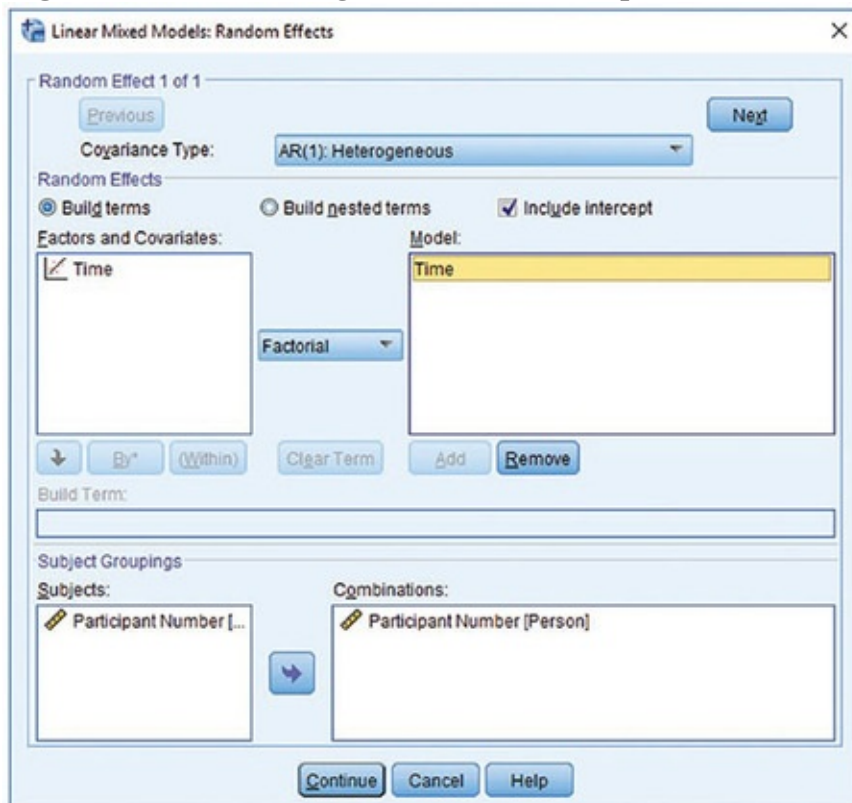 Linear Mixed Models: Random Effects
Random Effect 1 of 1
Previous
Next
Covariance Type:
AR(1): Heterogeneous
Random Effects
Build terms
Build nested terms
Include intercept
Factors and Covariates:
Model:
Time
Time
Factorial
By*
(Within)
Clear Term
Add
Remove
Build Term:
Subject Groupings
Subjects:
Combinations:
Participant Number [...
Participant Number [Person]
Continue
Cancel
Help